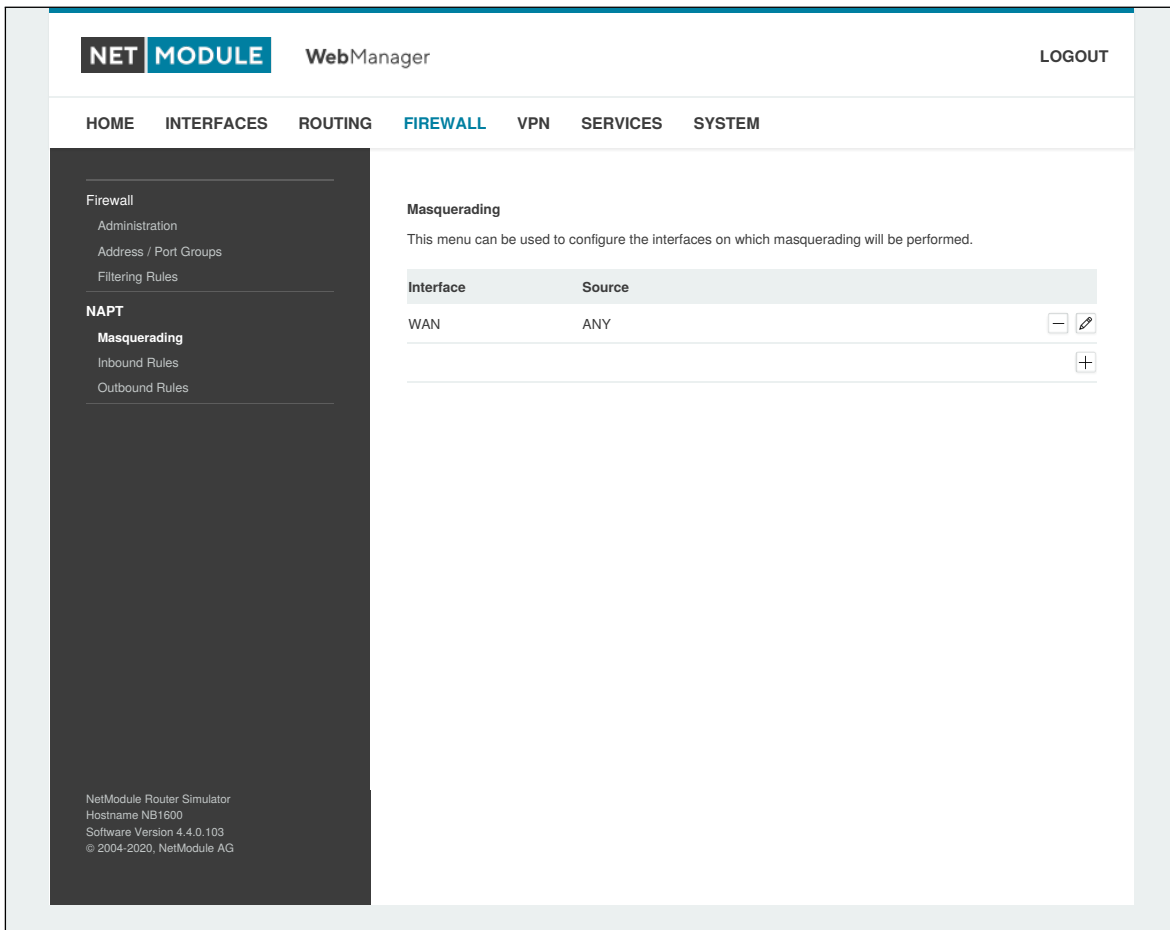 NET MODULE WebManager LOGOUT
HOME INTERFACES ROUTING FIREWALL VPN SERVICES SYSTEM
Firewall
Administration
Address / Port Groups
Filtering Rules
NAPT
Masquerading
Inbound Rules
Outbound Rules
Masquerading
This menu can be used to configure the interfaces on which masquerading will be performed.
Interface Source
WAN ANY
NetModule Router Simulator
Hostname NB1600
Software Version 4.4.0.103
© 2004-2020, NetModule AG